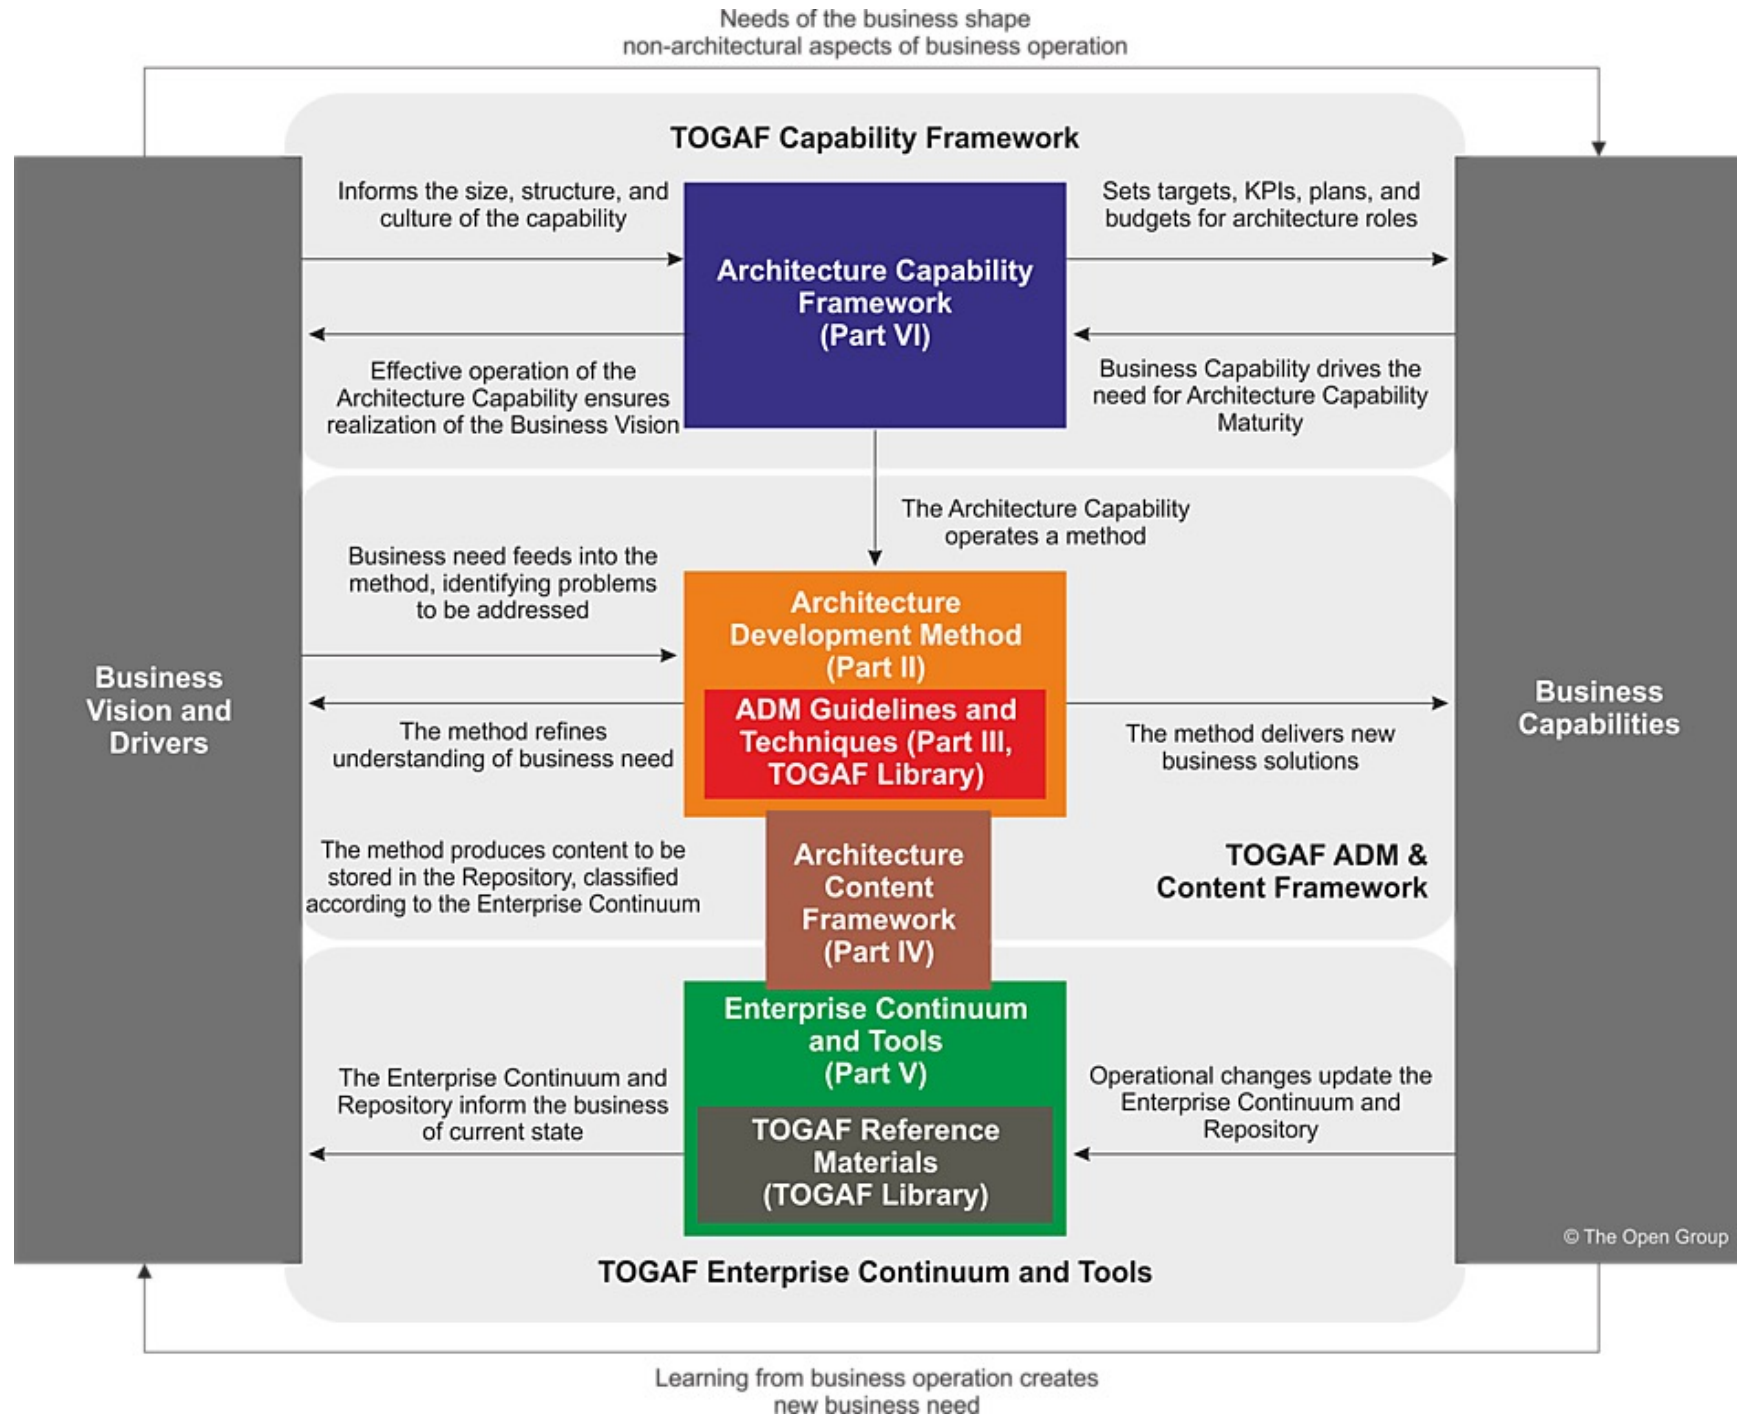 Needs of the business shape
non-architectural aspects of business operation
TOGAF Capability Framework
Informs the size, structure, and
culture of the capability
Architecture Capability
Framework
(Part VI)
Sets targets, KPIs, plans, and
budgets for architecture roles
Effective operation of the
Architecture Capability ensures
realization of the Business Vision
Business Capability drives the
need for Architecture Capability
Maturity
The Architecture Capability
operates a method
Business need feeds into the
method, identifying problems
to be addressed
Architecture
Development Method
(Part II)
Business
Vision and
Drivers
Business
Capabilities
ADM Guidelines and
Techniques (Part III,
TOGAF Library)
The method refines
understanding of business need
The method delivers new
business solutions
The method produces content to be
stored in the Repository, classified
according to the Enterprise Continuum
Architecture
Content
Framework
(Part IV)
TOGAF ADM &
Content Framework
Enterprise Continuum
and Tools
(Part V)
The Enterprise Continuum and
Repository inform the business
of current state
TOGAF Reference
Materials
(TOGAF Library)
Operational changes update the
Enterprise Continuum and
Repository
© The Open Group
TOGAF Enterprise Continuum and Tools
Learning from business operation creates
new business need